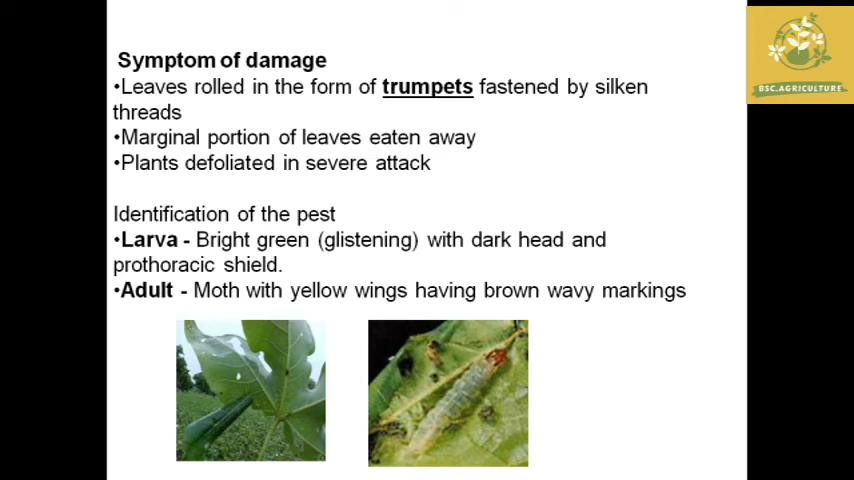 Symptom of damage
•Leaves rolled in the form of trumpets fastened by silken
threads
•Marginal portion of leaves eaten away
•Plants defoliated in severe attack
Identification of the pest
•Larva - Bright green (glistening) with dark head and
prothoracic shield.
•Adult - Moth with yellow wings having brown wavy markings
BSC.AGRICULTURE